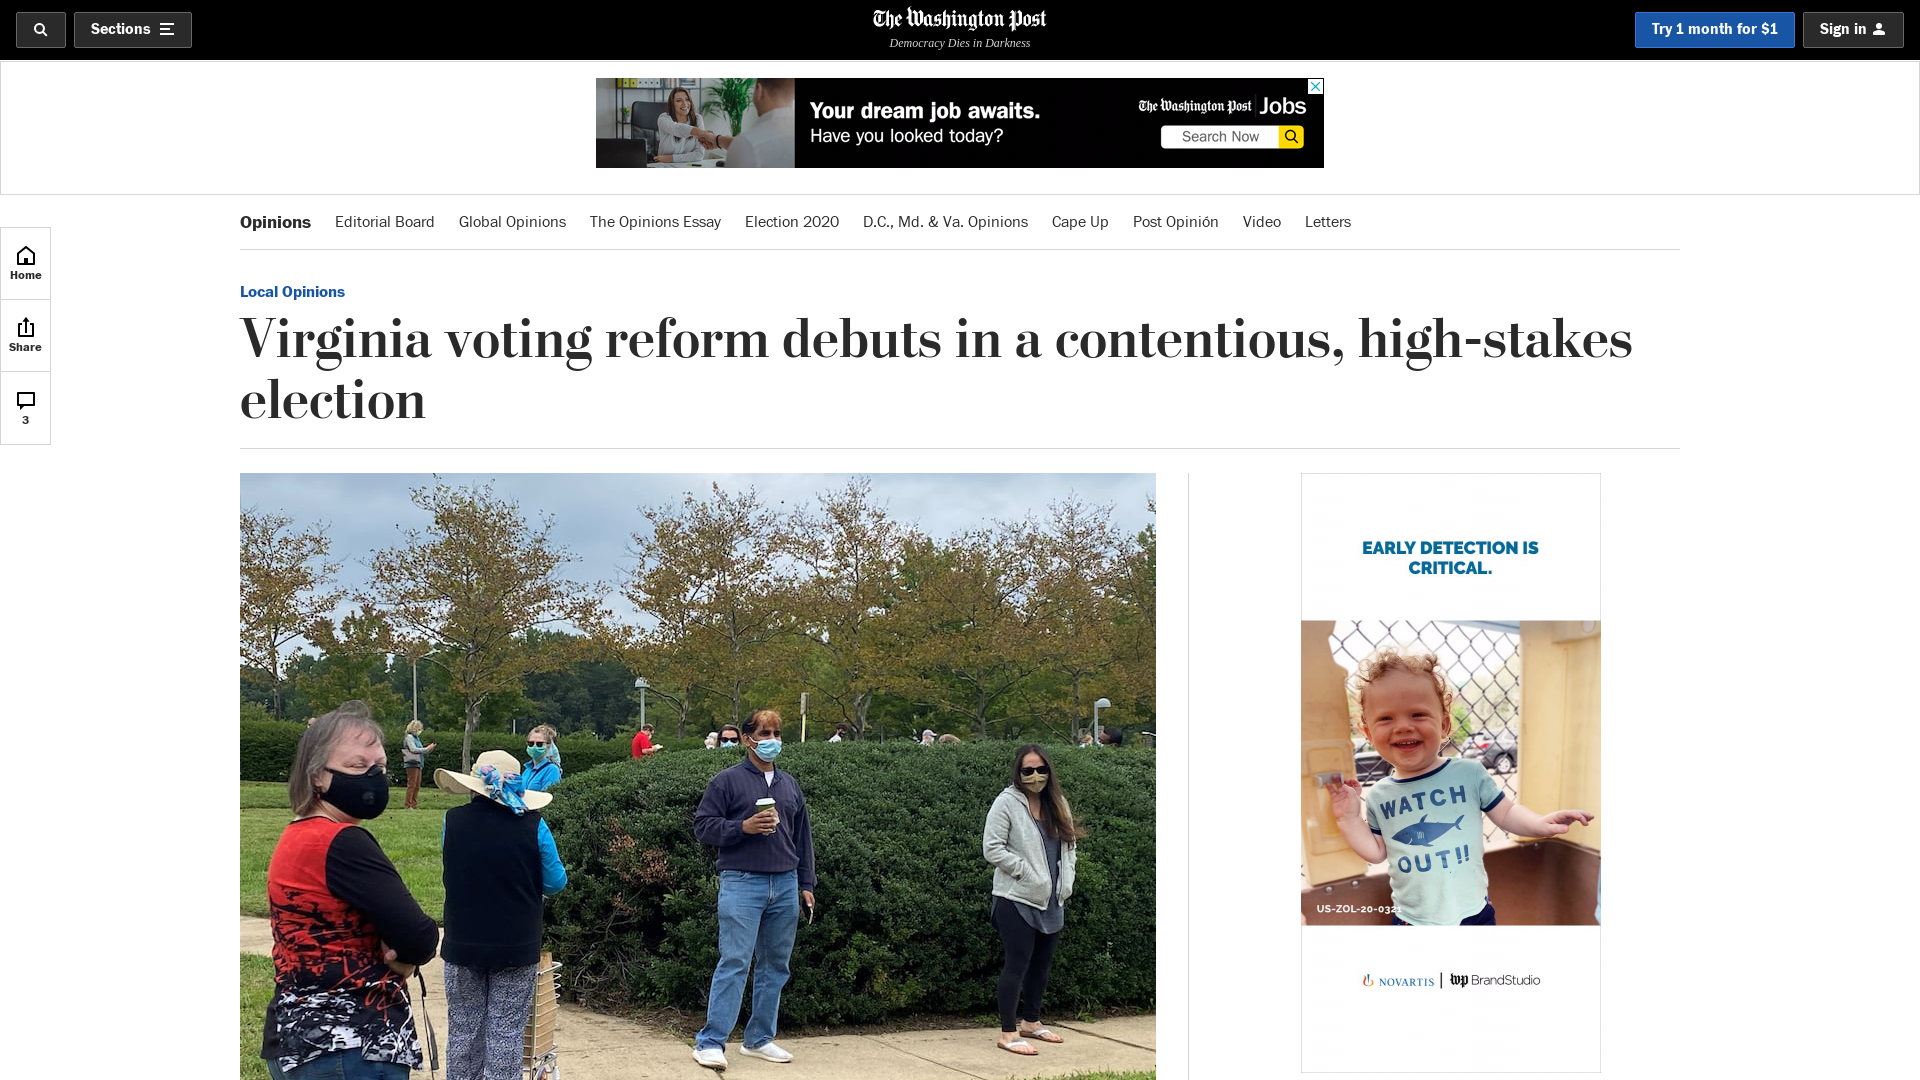 Sections
The Washington Post
Democracy Dies in Darkness
Try 1 month for $1
Sign in
Your dream job awaits.
Have you looked today?
The Washington Post Jobs
Search Now
Opinions Editorial Board Global Opinions The Opinions Essay Election 2020 D.C., Md. & Va. Opinions Cape Up Post Opinión Video Letters
Home
Share
3
Local Opinions
Virginia voting reform debuts in a contentious, high-stakes
election
EARLY DETECTION IS
CRITICAL.
WATCH
OUT!!
US-ZOL-20-0321
NOVARTIS | wp BrandStudio